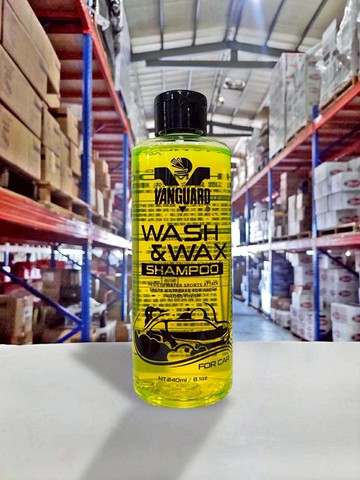 VANGUARD
WASH
& WAX
SHAMPOO
FOR CAR
NT.240ml / 8.1oz